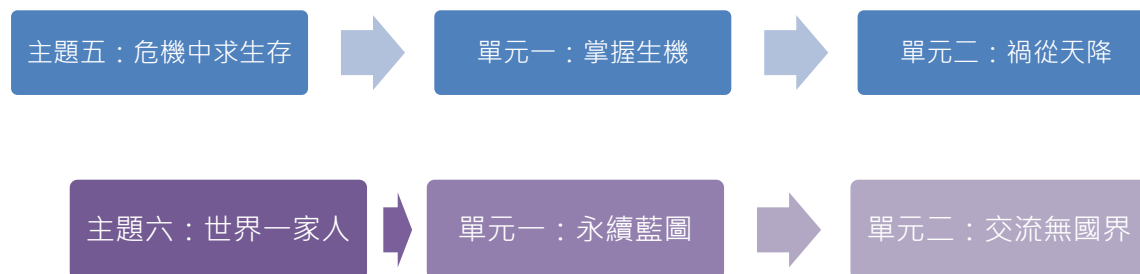 主題五：危機中求生存
單元一：掌握生機
單元二：禍從天降
主題六：世界一家人
單元一：永續藍圖
單元二：交流無國界